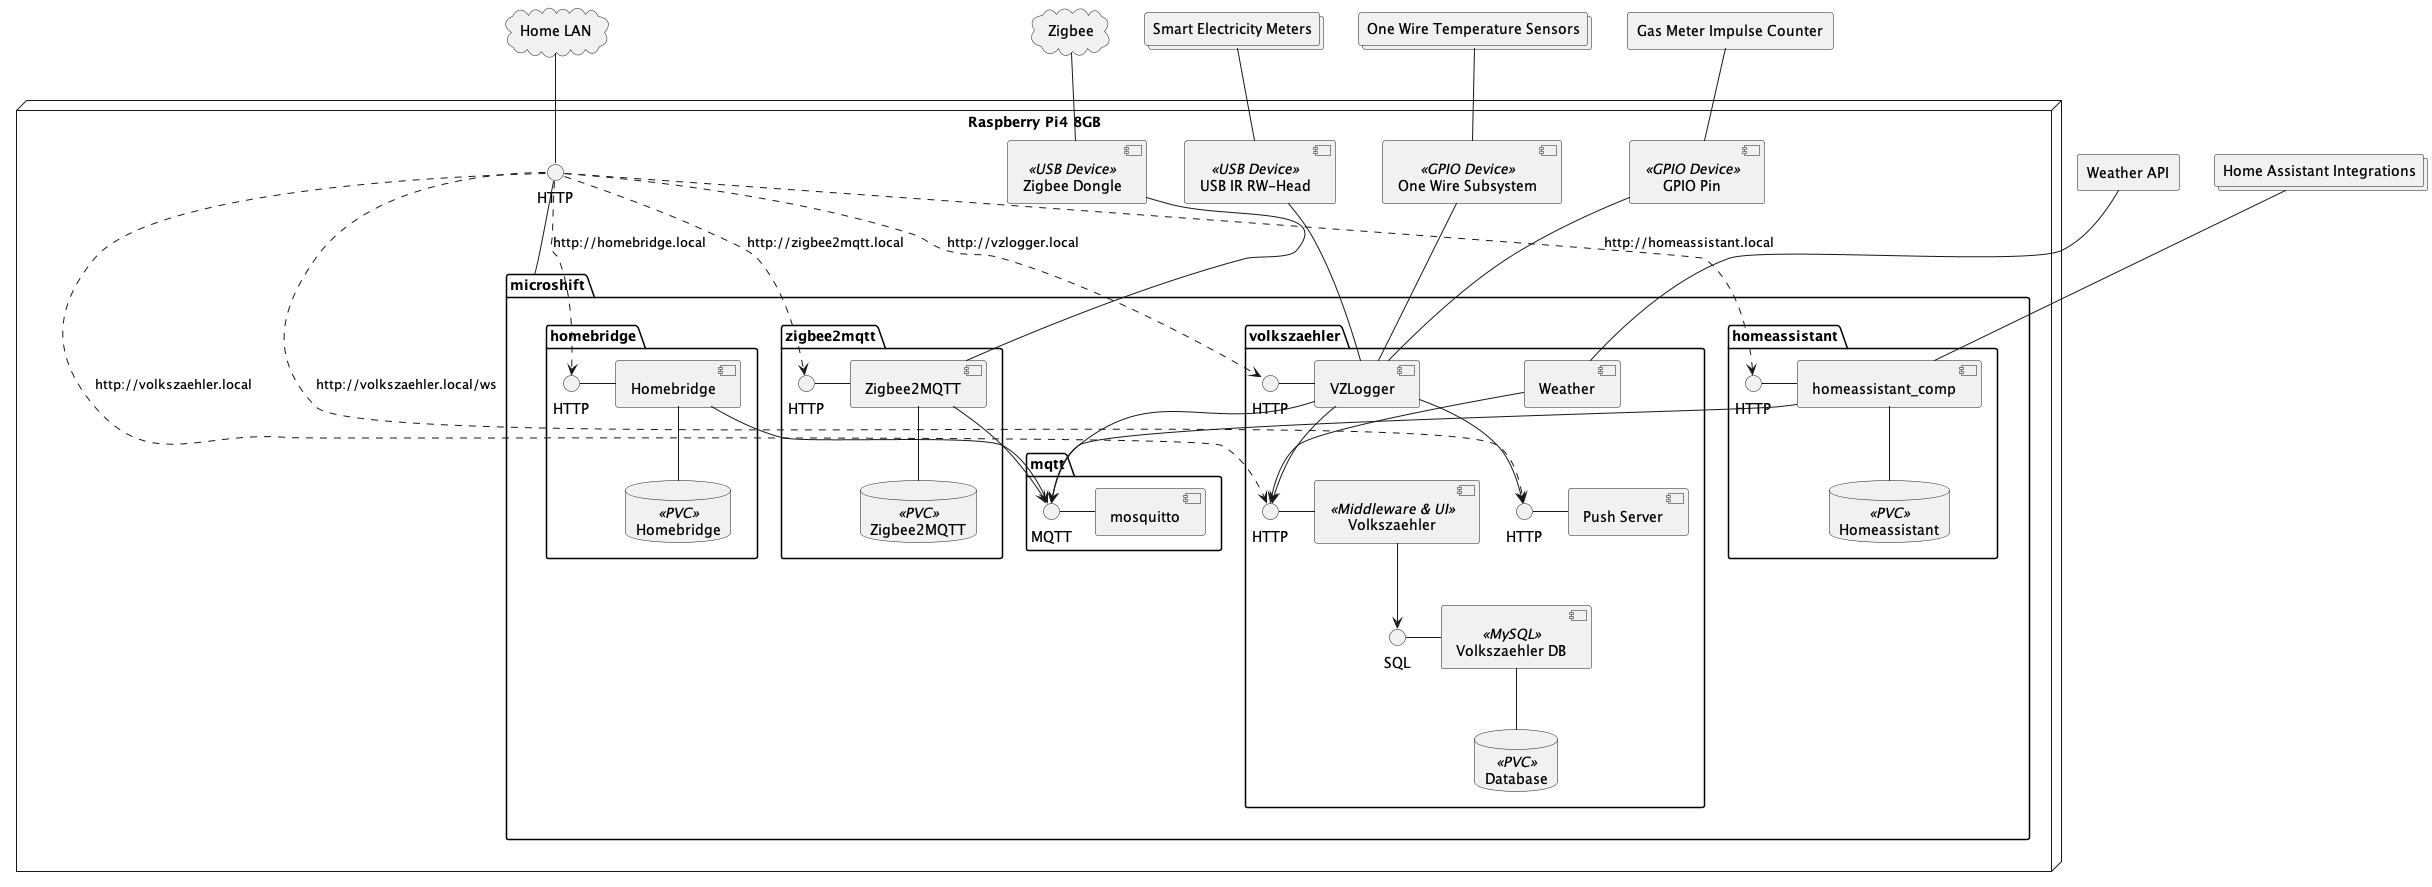 Home LAN
Zigbee
Smart Electricity Meters
One Wire Temperature Sensors
Gas Meter Impulse Counter
Raspberry Pi4 8GB
HTTP
«USB Device»
Zigbee Dongle
«USB Device»
USB IR RW-Head
«GPIO Device»
One Wire Subsystem
«GPIO Device»
GPIO Pin
Weather API
Home Assistant Integrations
http://homebridge.local
http://zigbee2mqtt.local
http://vzlogger.local
http://homeassistant.local
microshift
homebridge
zigbee2mqtt
volkszaehler
homeassistant
http://volkszaehler.local
http://volkszaehler.local/ws
HTTP
Homebridge
HTTP
Zigbee2MQTT
HTTP
VZLogger
Weather
HTTP
homeassistant_comp
mqtt
«PVC»
Homebridge
«PVC»
Zigbee2MQTT
MQTT
mosquitto
HTTP
«Middleware & UI»
Volkszaehler
HTTP
Push Server
«PVC»
Homeassistant
SQL
«MySQL»
Volkszaehler DB
«PVC»
Database